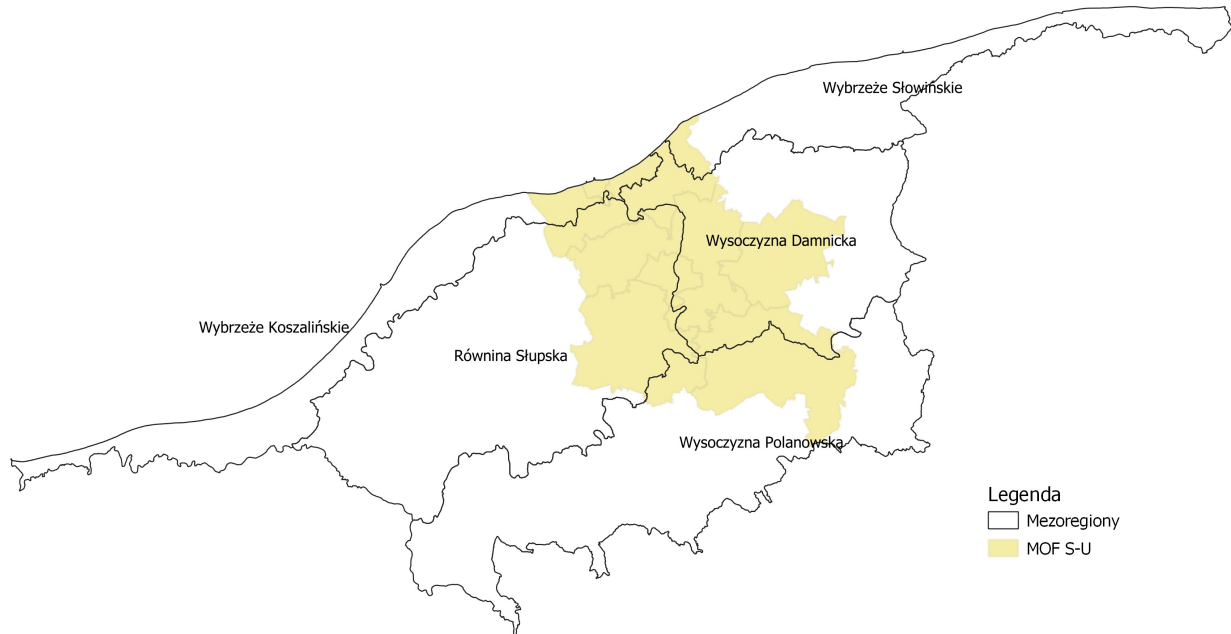 Wybrzeże Słowińskie
Wysoczyzna Damnicka
Wybrzeże Koszalińskie
Równina Słupska
Wysoczyzna Polanowska
Legenda
Mezoregiony
MOF S-U